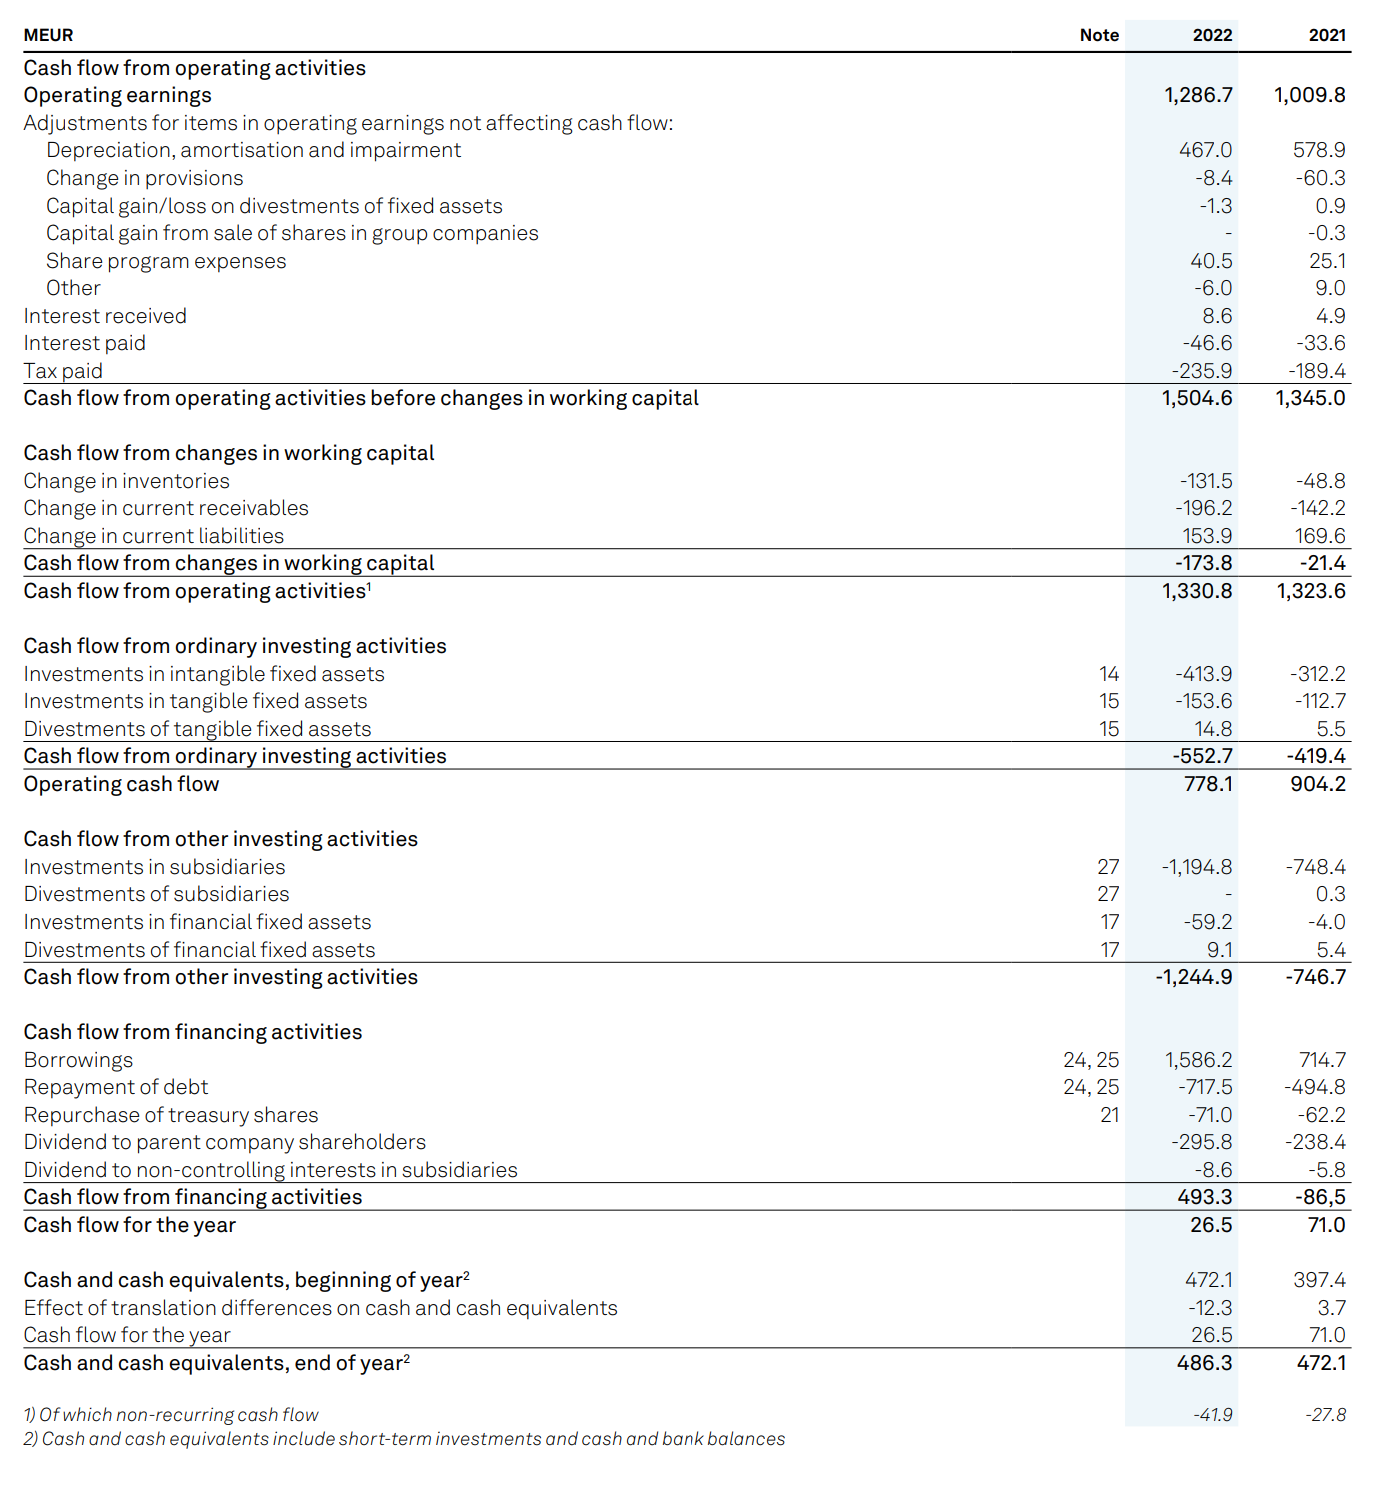 MEUR Note 2022 2021
Cash flow from operating activities
Operating earnings 1,286.7 1,009.8
Adjustments for items in operating earnings not affecting cash flow:
Depreciation, amortisation and impairment 467.0 578.9
Change in provisions -8.4 -60.3
Capital gain/loss on divestments of fixed assets -1.3 0.9
Capital gain from sale of shares in group companies - -0.3
Share program expenses 40.5 25.1
Other -6.0 9.0
Interest received 8.6 4.9
Interest paid -46.6 -33.6
Tax paid -235.9 -189.4
Cash flow from operating activities before changes in working capital 1,504.6 1,345.0
Cash flow from changes in working capital
Change in inventories -131.5 -48.8
Change in current receivables -196.2 -142.2
Change in current liabilities 153.9 169.6
Cash flow from changes in working capital -173.8 -21.4
Cash flow from operating activities¹ 1,330.8 1,323.6
Cash flow from ordinary investing activities
Investments in intangible fixed assets 14 -413.9 -312.2
Investments in tangible fixed assets 15 -153.6 -112.7
Divestments of tangible fixed assets 15 14.8 5.5
Cash flow from ordinary investing activities -552.7 -419.4
Operating cash flow 778.1 904.2
Cash flow from other investing activities
Investments in subsidiaries 27 -1,194.8 -748.4
Divestments of subsidiaries 27 - 0.3
Investments in financial fixed assets 17 -59.2 -4.0
Divestments of financial fixed assets 17 9.1 5.4
Cash flow from other investing activities -1,244.9 -746.7
Cash flow from financing activities
Borrowings 24, 25 1,586.2 714.7
Repayment of debt 24, 25 -717.5 -494.8
Repurchase of treasury shares 21 -71.0 -62.2
Dividend to parent company shareholders -295.8 -238.4
Dividend to non-controlling interests in subsidiaries -8.6 -5.8
Cash flow from financing activities 493.3 -86,5
Cash flow for the year 26.5 71.0
Cash and cash equivalents, beginning of year² 472.1 397.4
Effect of translation differences on cash and cash equivalents -12.3 3.7
Cash flow for the year 26.5 71.0
Cash and cash equivalents, end of year² 486.3 472.1
1) Of which non-recurring cash flow -41.9 -27.8
2) Cash and cash equivalents include short-term investments and cash and bank balances